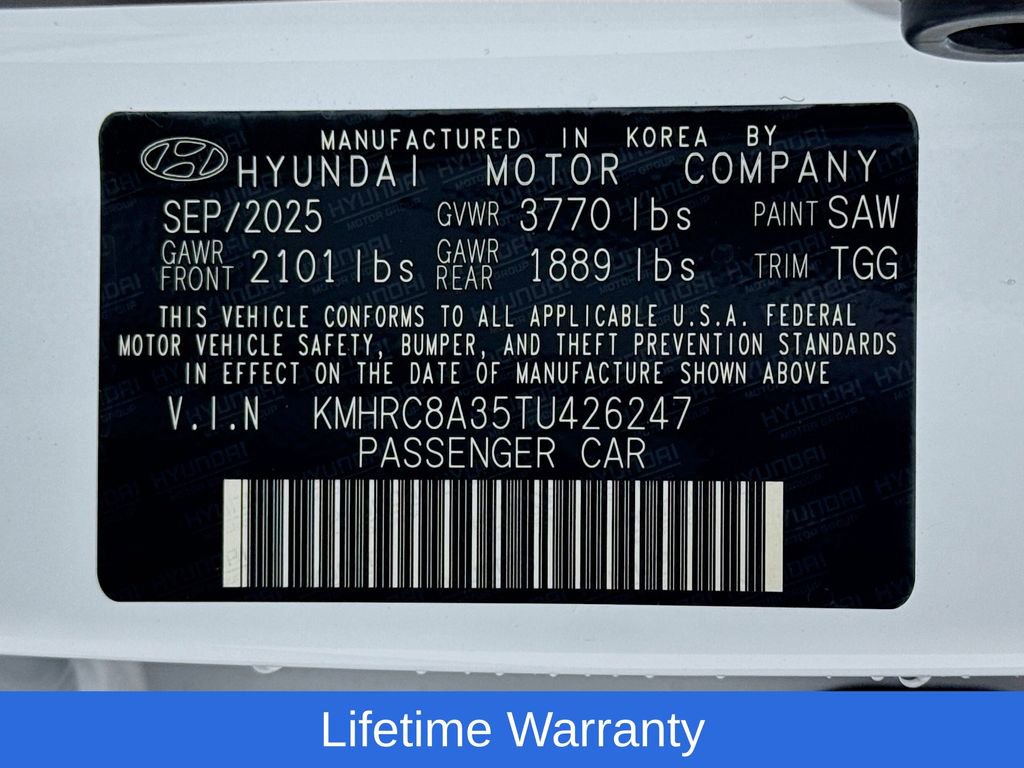 MANUFACTURED IN KOREA BY
HYUNDAI MOTOR COMPANY
SEP/2025 GVWR 3770 lbs PAINT SAW
GAWR FRONT 2101 lbs GAWR REAR 1889 lbs TRIM TGG
THIS VEHICLE CONFORMS TO ALL APPLICABLE U.S.A. FEDERAL
MOTOR VEHICLE SAFETY, BUMPER, AND THEFT PREVENTION STANDARDS
IN EFFECT ON THE DATE OF MANUFACTURE SHOWN ABOVE
V.I.N KMHRC8A35TU426247
PASSENGER CAR
Lifetime Warranty